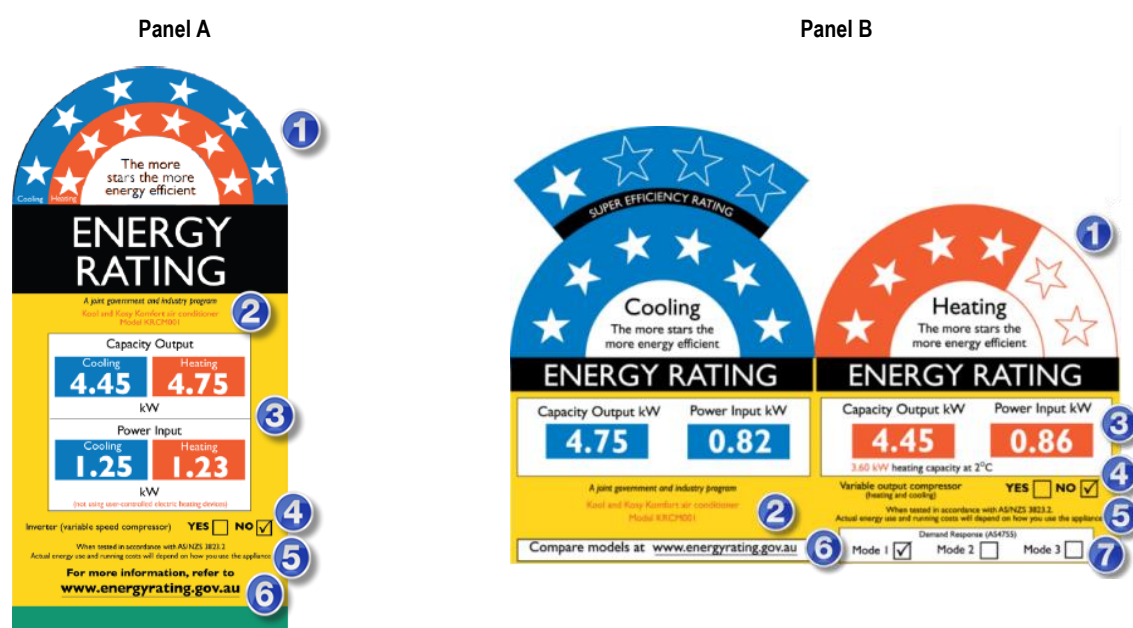 Panel A
Panel B
1
The more
stars the more
energy efficient
Cooling
Heating
ENERGY
RATING
A joint government and industry program
Kool and Kosy Komfort air conditioner
Model KRCM001
2
Capacity Output
Cooling
Heating
4.45
4.75
kW
3
Power Input
Cooling
Heating
1.25
1.23
kW
(not using user-controlled electric heating devices)
4
Inverter (variable speed compressor) YES NO
When tested in accordance with AS/NZS 3823.2
Actual energy use and running costs will depend on how you use the appliance
5
For more information, refer to
www.energyrating.gov.au
6
SUPER EFFICIENCY RATING
Cooling
The more stars the
more energy efficient
ENERGY RATING
Capacity Output kW
Power Input kW
4.75
0.82
A joint government and industry program
Kool and Kosy Komfort air conditioner
Model KRCM001
2
Compare models at www.energyrating.gov.au
6
1
Heating
The more stars the
more energy efficient
ENERGY RATING
Capacity Output kW
Power Input kW
4.45
0.86
3
3.60 kW heating capacity at 2°C
4
Variable output compressor
(heating and cooling)
YES NO
When tested in accordance with AS/NZS 3823.2.
Actual energy use and running costs will depend on how you use the appliance
5
Demand Response (AS4755)
Mode 1
Mode 2
Mode 3
7